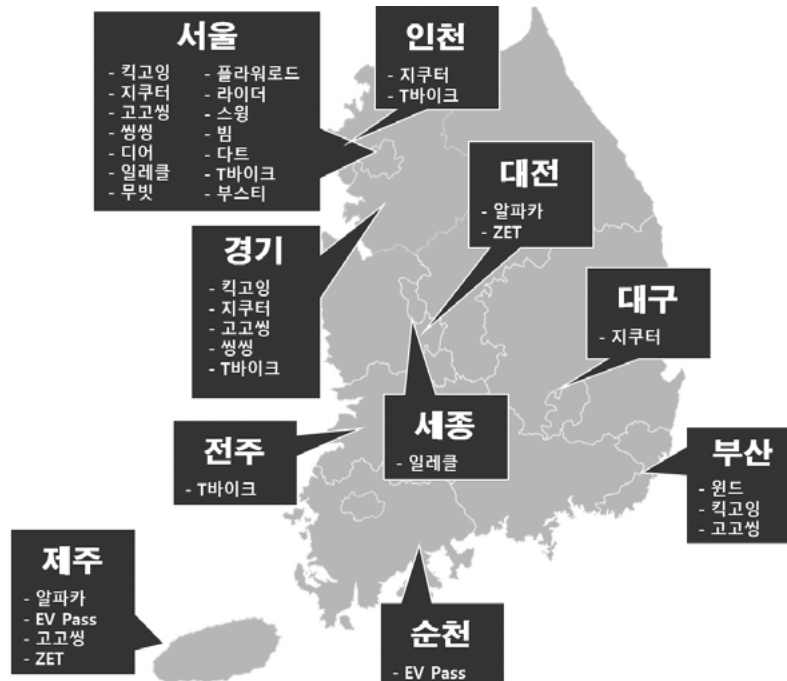 서울
- 킥고잉
- 지쿠터
- 고고씽
- 씽씽
- 디어
- 일레클
- 무빗
- 플라워로드
- 라이더
- 스윙
- 빔
- 다트
- T바이크
- 부스티
인천
- 지쿠터
- T바이크
대전
- 알파카
- ZET
경기
- 킥고잉
- 지쿠터
- 고고씽
- 씽씽
- T바이크
대구
- 지쿠터
세종
- 일레클
전주
- T바이크
부산
- 윈드
- 킥고잉
- 고고씽
제주
- 알파카
- EV Pass
- 고고씽
- ZET
순천
- EV Pass